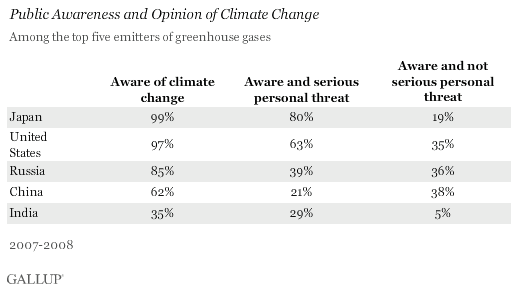 Public Awareness and Opinion of Climate Change
Among the top five emitters of greenhouse gases
Aware of climate change Aware and serious personal threat Aware and not serious personal threat
Japan 99% 80% 19%
United States 97% 63% 35%
Russia 85% 39% 36%
China 62% 21% 38%
India 35% 29% 5%
2007-2008
GALLUP®